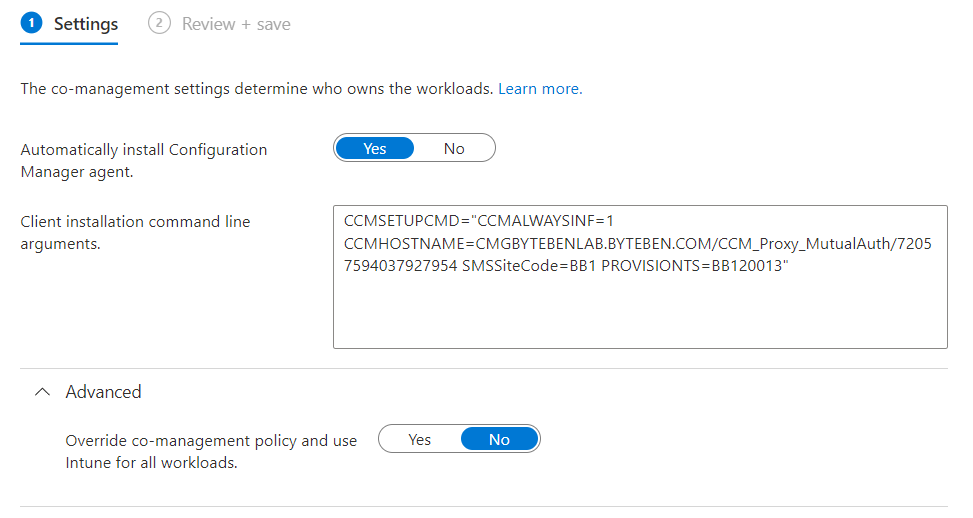 1 Settings 2 Review + save
The co-management settings determine who owns the workloads. Learn more.
Automatically install Configuration
Manager agent.
Yes No
Client installation command line
arguments.
CCMSETUPCMD="CCMALWAYSINF=1
CCMHOSTNAME=CMGBYTEBENLAB.BYTEBEN.COM/CCM_Proxy_MutualAuth/7205
7594037927954 SMSSiteCode=BB1 PROVISIONTS=BB120013"
Advanced
Override co-management policy and use
Intune for all workloads.
Yes No